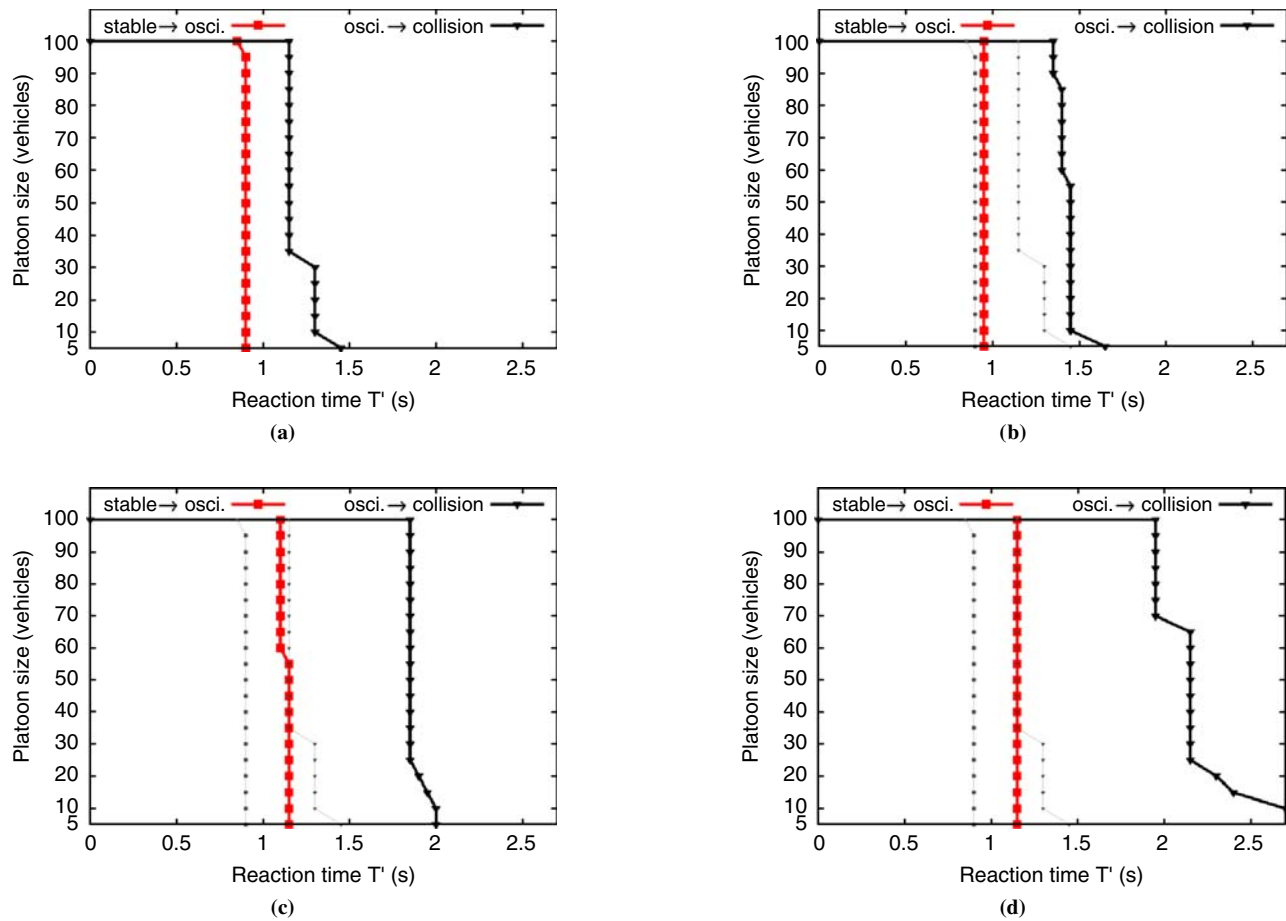 stable→ osci.
osci.→ collision
100
90
80
70
60
50
40
30
20
10
5
Platoon size (vehicles)
0 0.5 1 1.5 2 2.5
Reaction time T' (s)
(a)
stable→ osci.
osci.→ collision
100
90
80
70
60
50
40
30
20
10
5
Platoon size (vehicles)
0 0.5 1 1.5 2 2.5
Reaction time T' (s)
(b)
stable→ osci.
osci.→ collision
100
90
80
70
60
50
40
30
20
10
5
Platoon size (vehicles)
0 0.5 1 1.5 2 2.5
Reaction time T' (s)
(c)
stable→ osci.
osci.→ collision
100
90
80
70
60
50
40
30
20
10
5
Platoon size (vehicles)
0 0.5 1 1.5 2 2.5
Reaction time T' (s)
(d)